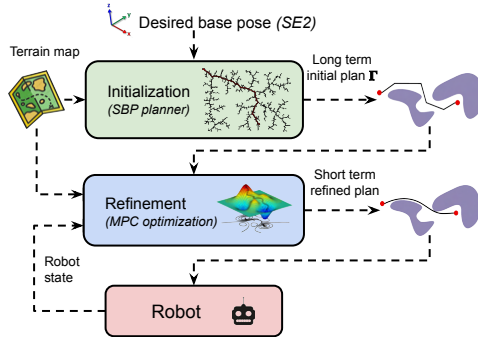 Desired base pose (SE2)
Terrain map
Initialization
(SBP planner)
Long term
initial plan Γ
Refinement
(MPC optimization)
Short term
refined plan
Robot
state
Robot